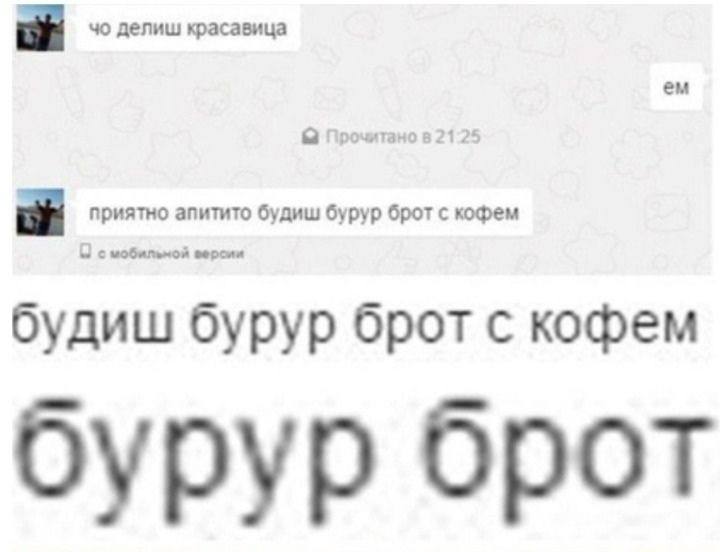 чо делиш красавица
ем
Прочитано в 21:25
приятно апитито будиш бурур брот с кофем
с мобильной версии
будиш бурур брот с кофем
бурур брот